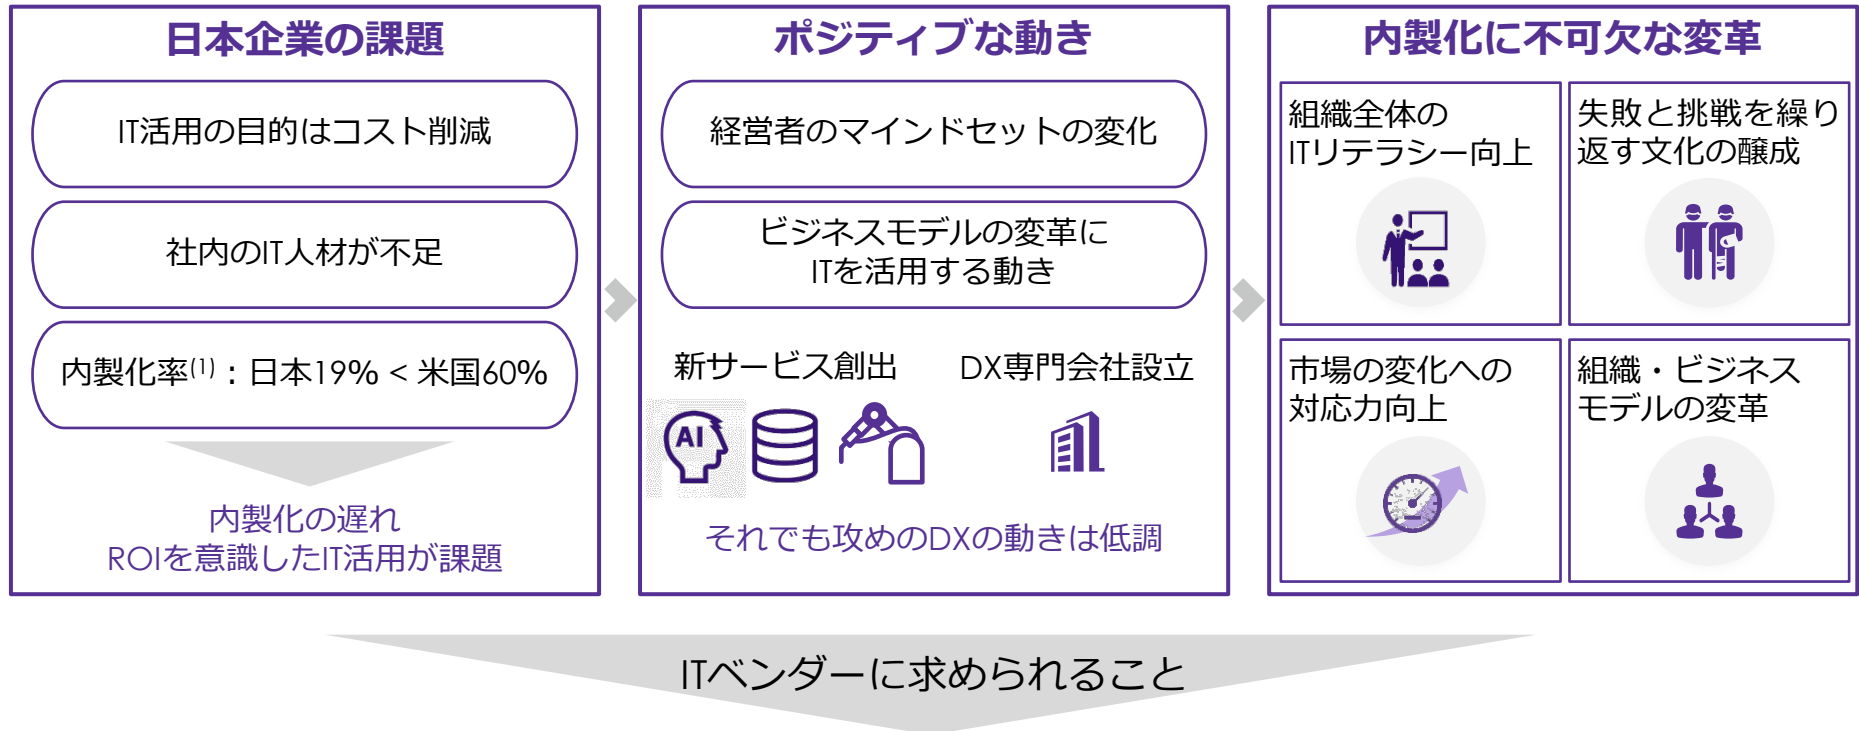 日本企業の課題
IT活用の目的はコスト削減
社内のIT人材が不足
内製化率(1)：日本19% < 米国60%
内製化の遅れ
ROIを意識したIT活用が課題
ポジティブな動き
経営者のマインドセットの変化
ビジネスモデルの変革に
ITを活用する動き
新サービス創出
DX専門会社設立
AI
それでも攻めのDXの動きは低調
内製化に不可欠な変革
組織全体の
ITリテラシー向上
失敗と挑戦を繰り
返す文化の醸成
市場の変化への
対応力向上
組織・ビジネス
モデルの変革
ITベンダーに求められること